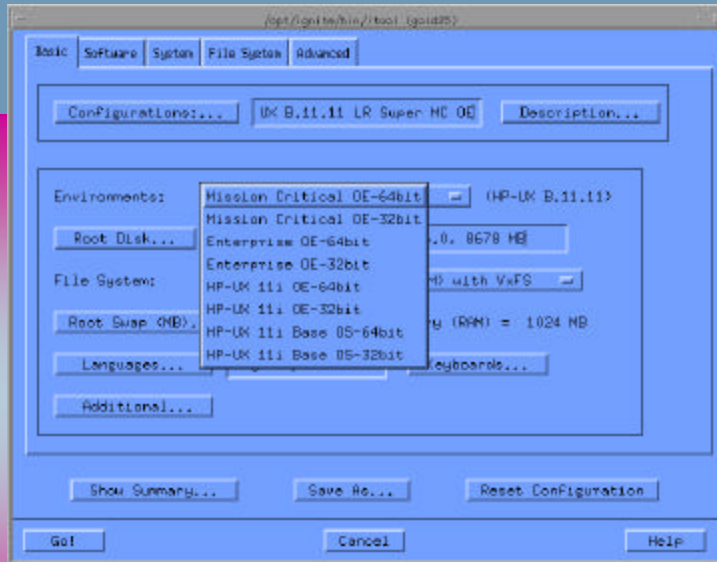 /opt/ignite/bin/itool (gold25)
Basic Software System File System Advanced
Configurations:... UX B.11.11 LR Super MC OE Description...
Environments: Mission Critical OE-64bit (HP-UX B.11.11)
Mission Critical OE-32bit
Root Disk... Enterprise OE-64bit .0, 8678 MB
Enterprise OE-32bit
File System: HP-UX 11i OE-64bit M) with VxFS
HP-UX 11i OE-32bit
Root Swap (MB). HP-UX 11i Base OS-64bit y (RAM) = 1024 MB
HP-UX 11i Base OS-32bit
Languages... Keyboards...
Additional...
Show Summary... Save As... Reset Configuration
Go! Cancel Help